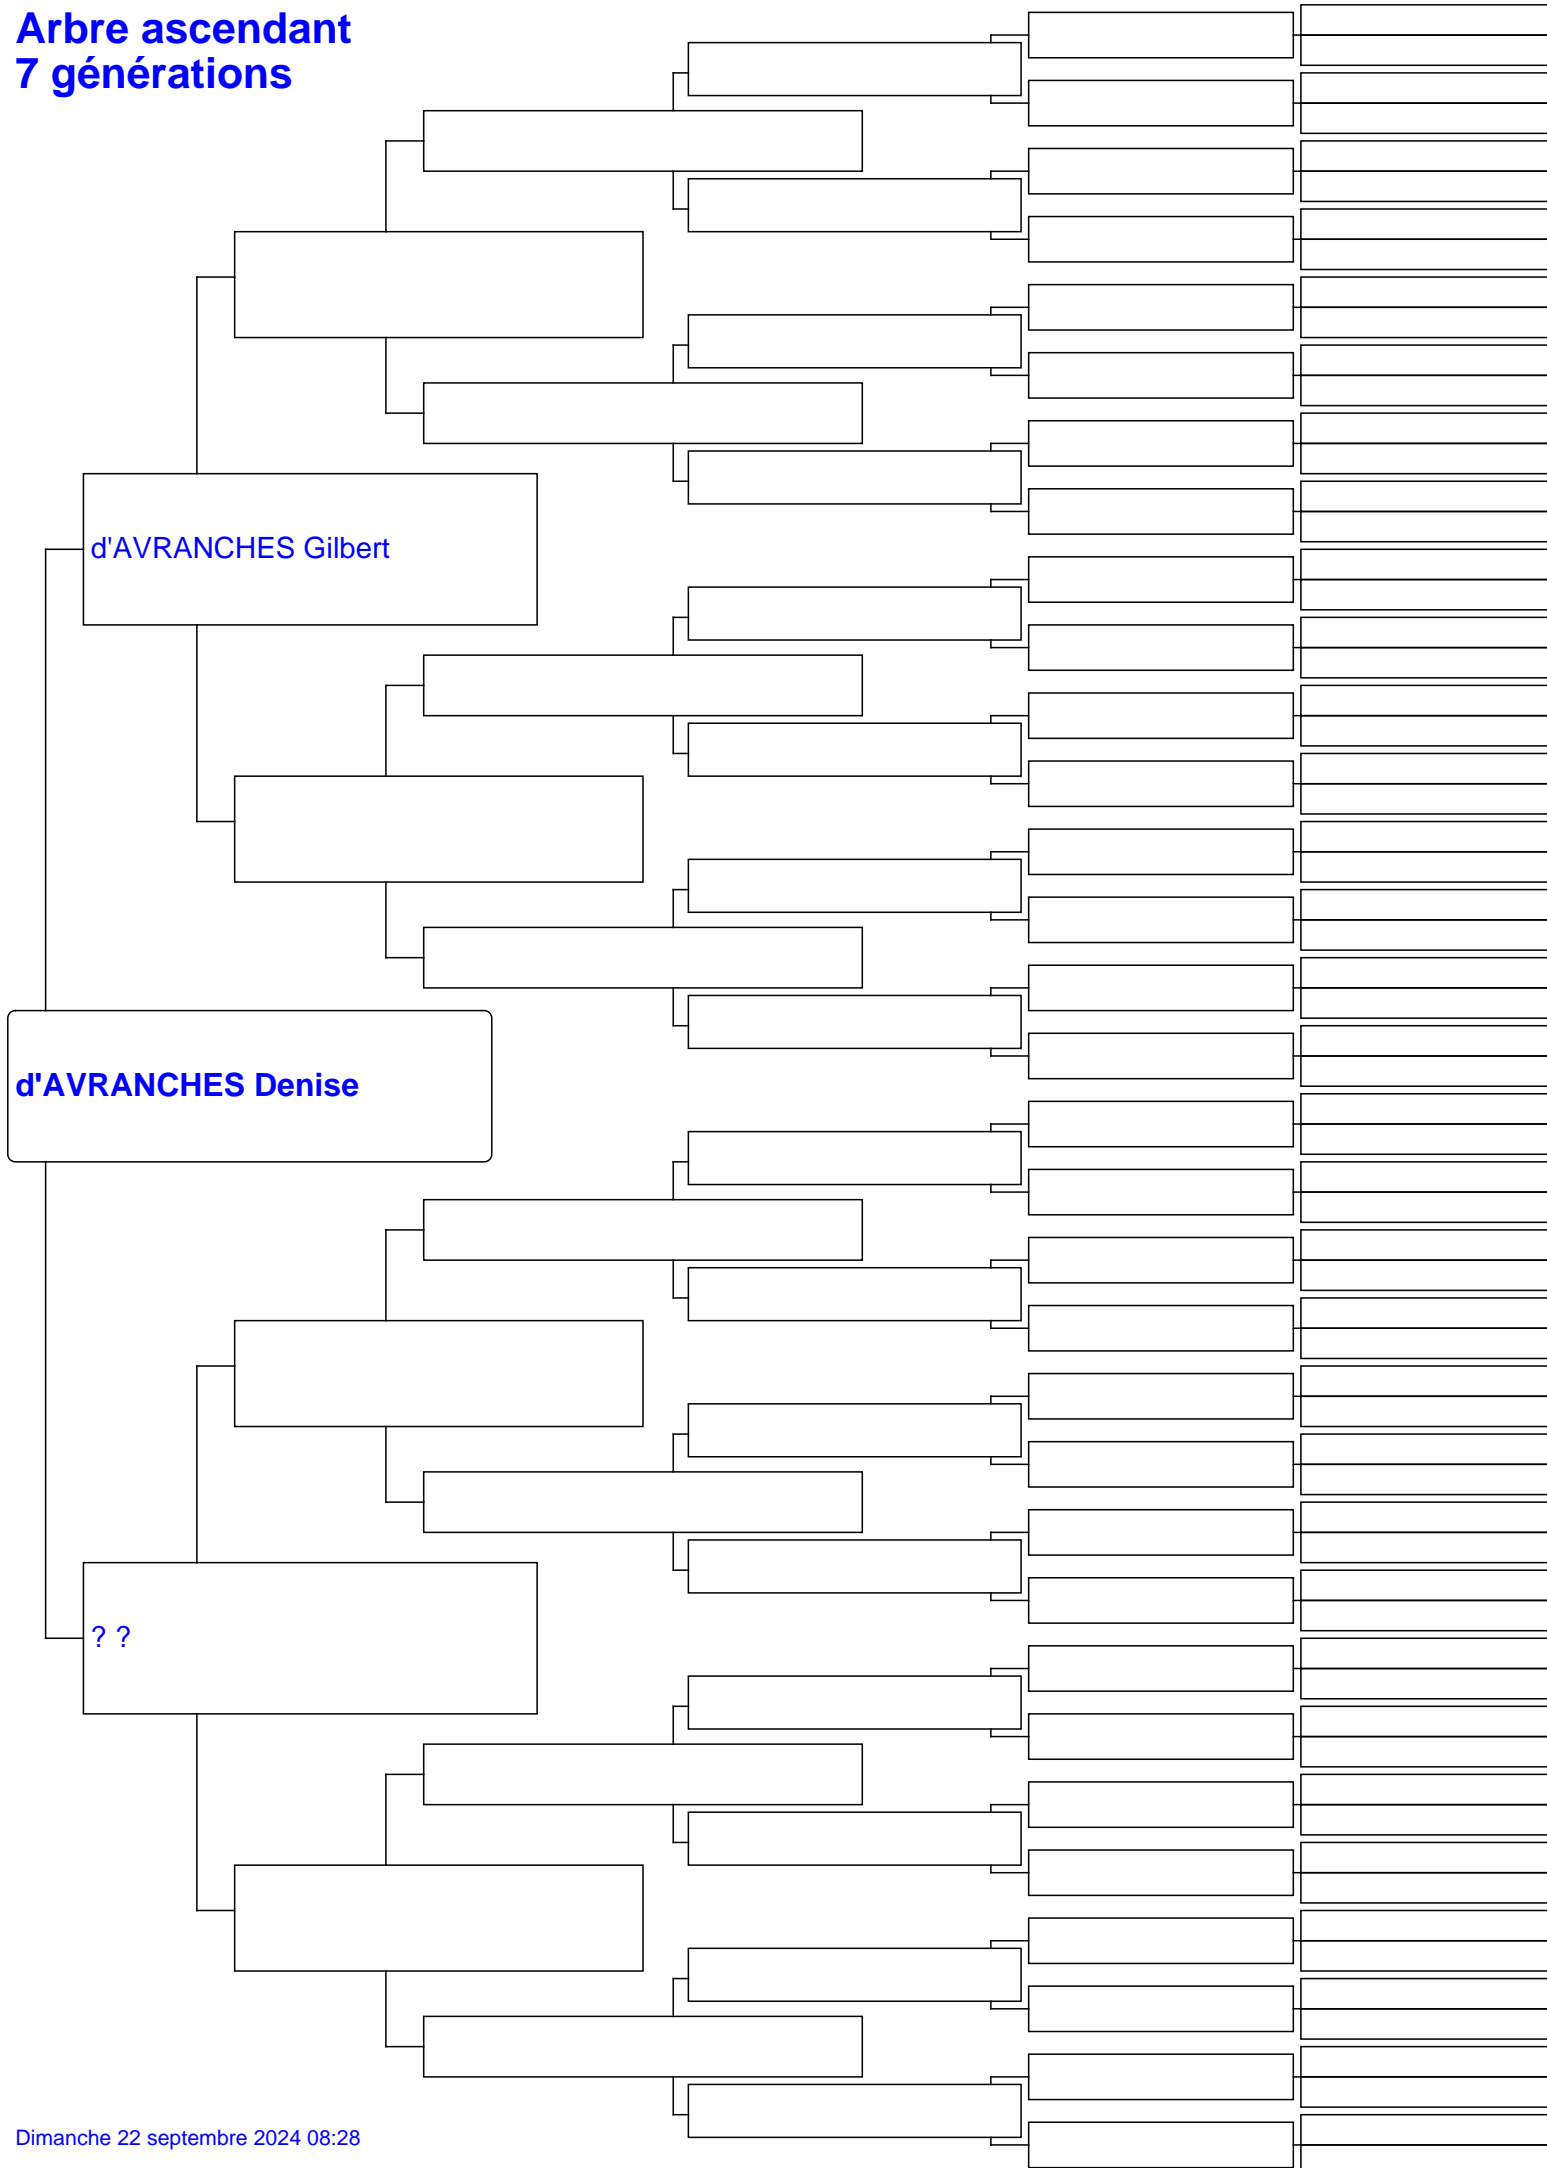 Arbre ascendant
7 générations
d'AVRANCHES Gilbert
d'AVRANCHES Denise
? ?
Dimanche 22 septembre 2024 08:28